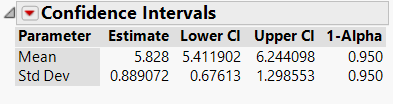 Confidence Intervals
Parameter Estimate Lower CI Upper CI 1-Alpha
Mean 5.828 5.411902 6.244098 0.950
Std Dev 0.889072 0.67613 1.298553 0.950